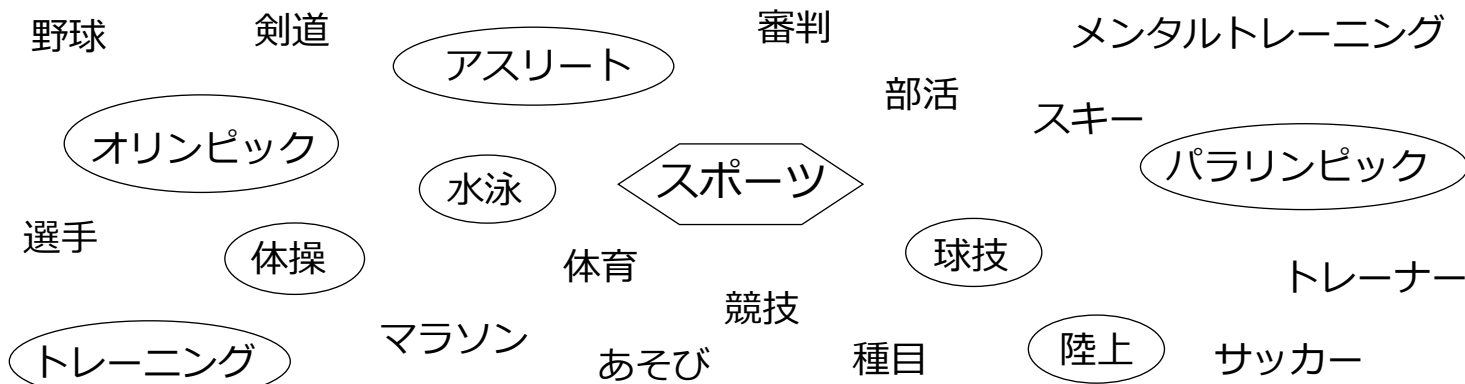 野球
剣道
アスリート
審判
メンタルトレーニング
部活
スキー
オリンピック
水泳
スポーツ
パラリンピック
選手
体操
体育
球技
トレーナー
競技
トレーニング
マラソン
あそび
種目
陸上
サッカー